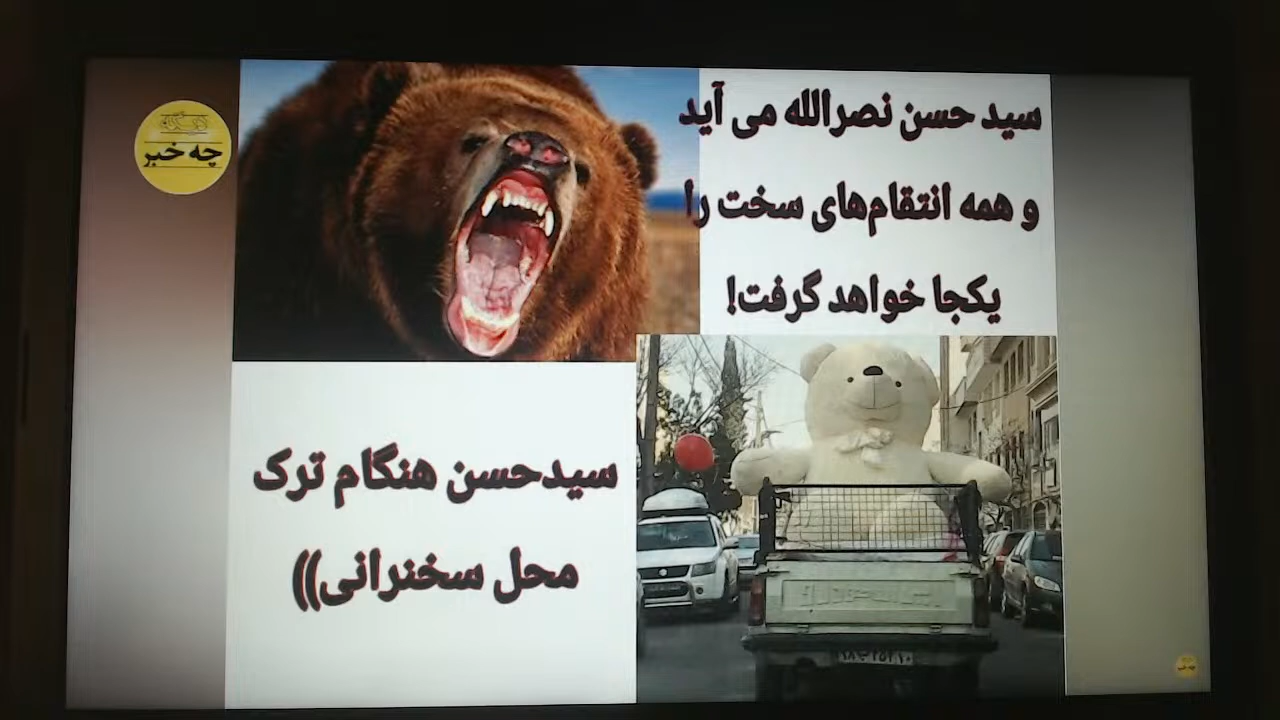 چه خبر
سید حسن نصرالله می آید
و همه انتقام‌های سخت را
یکجا خواهد گرفت!
سیدحسن هنگام ترک
محل سخنرانی))